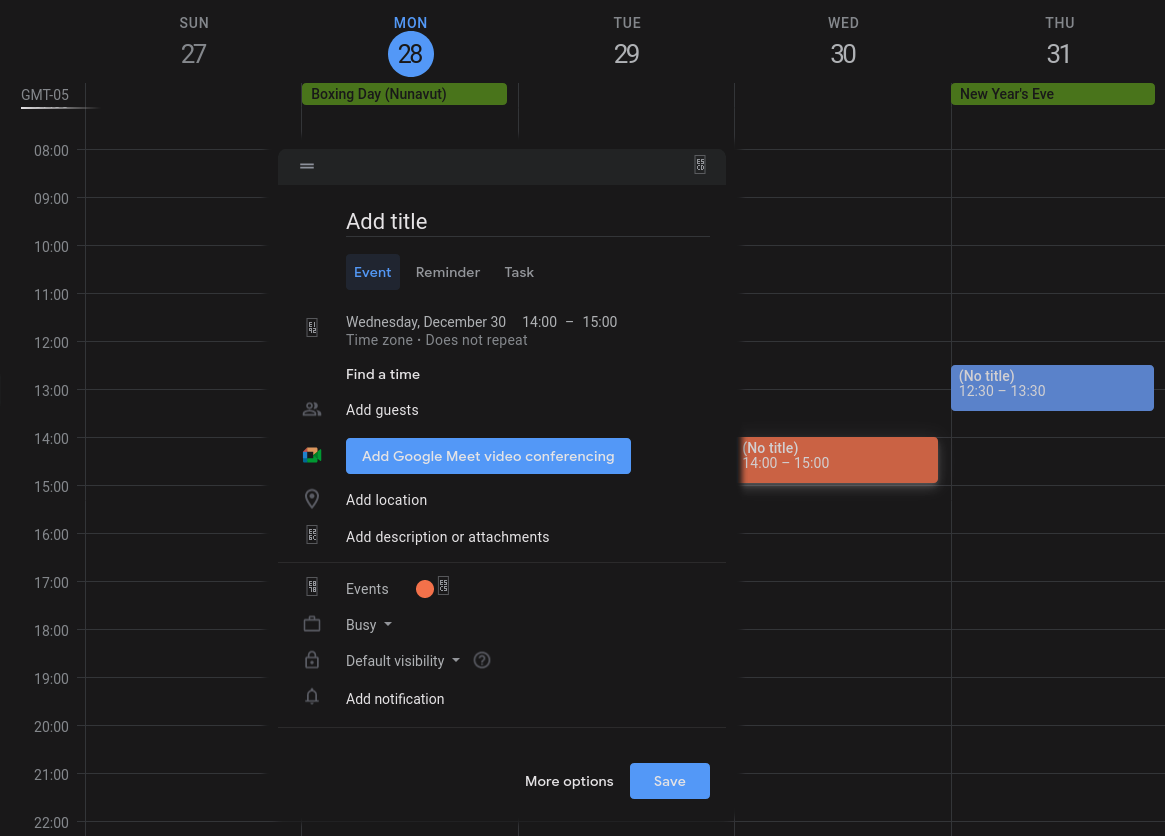 SUN MON TUE WED THU
27 28 29 30 31
GMT-05 Boxing Day (Nunavut) New Year's Eve
08:00
09:00
Add title
10:00
Event Reminder Task
11:00
Wednesday, December 30 14:00 – 15:00
Time zone · Does not repeat
12:00
Find a time
(No title)
12:30 – 13:30
13:00
Add guests
14:00
(No title)
14:00 – 15:00
Add Google Meet video conferencing
15:00
Add location
16:00
Add description or attachments
17:00
Events
18:00
Busy
Default visibility
19:00
Add notification
20:00
21:00
More options Save
22:00